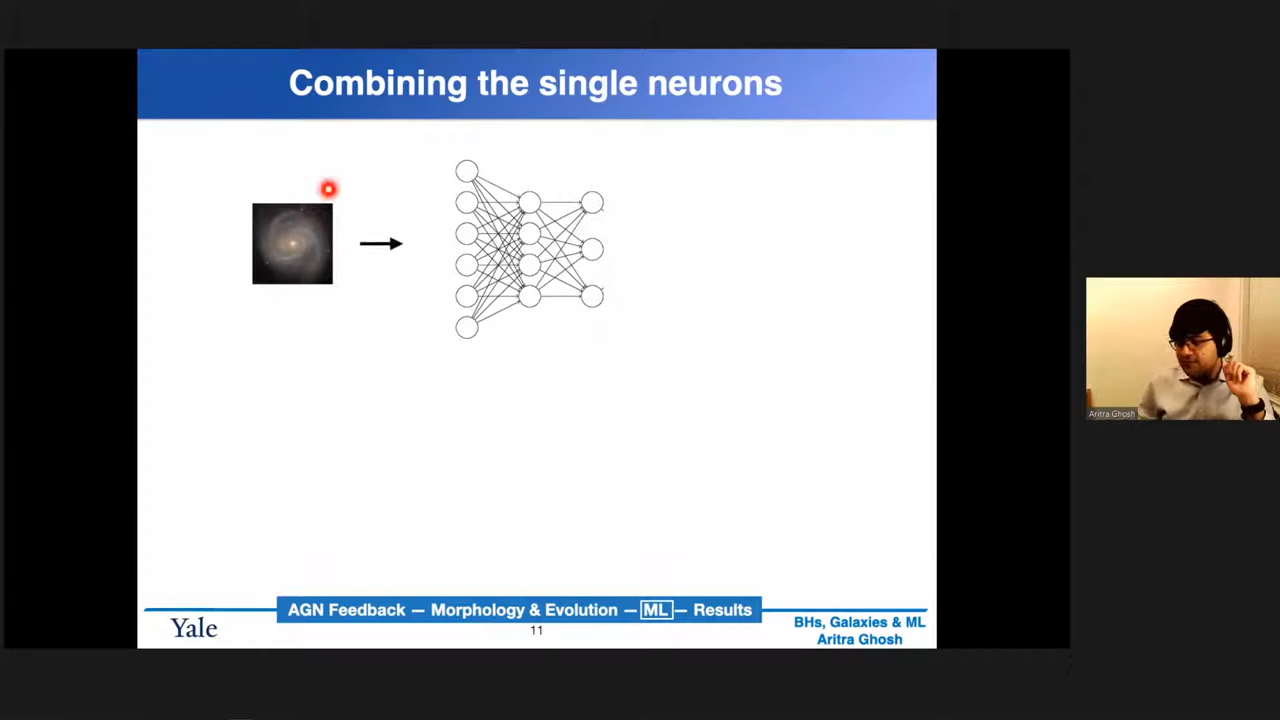 Combining the single neurons
Aritra Ghosh
AGN Feedback — Morphology & Evolution — ML — Results
Yale
11
BHs, Galaxies & ML
Aritra Ghosh